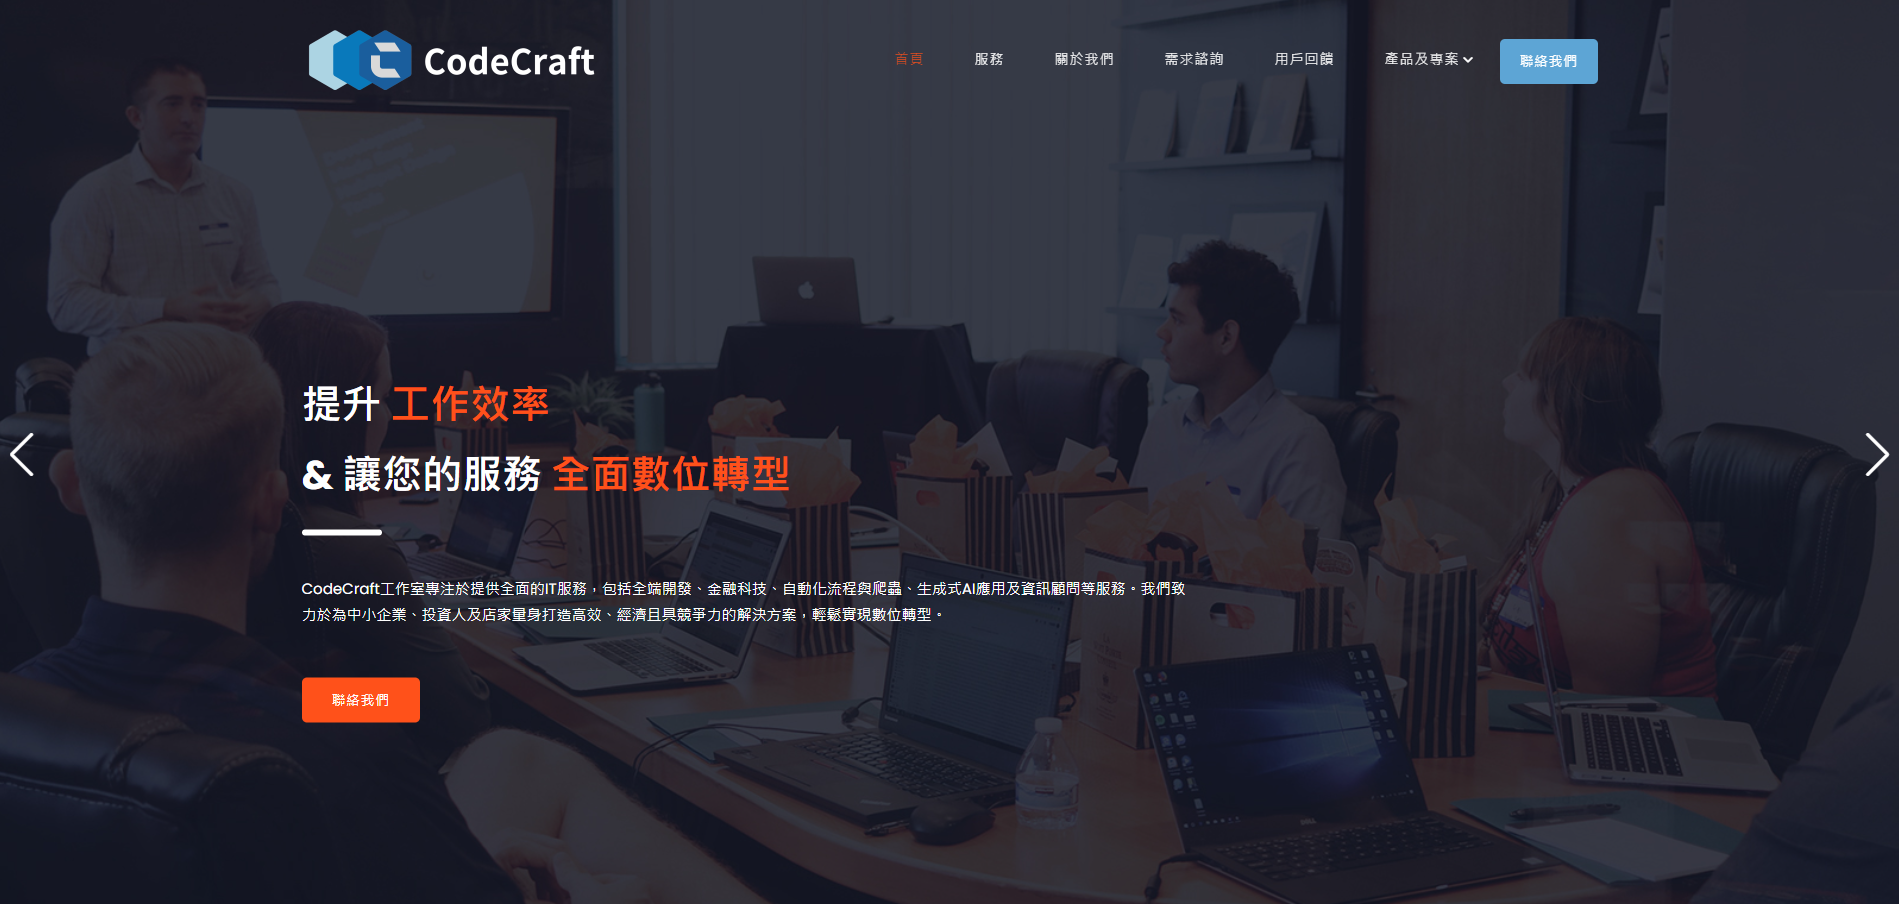 CodeCraft
首頁 服務 關於我們 需求諮詢 用戶回饋 產品及專案 聯絡我們
提升 工作效率
& 讓您的服務 全面數位轉型
CodeCraft工作室專注於提供全面的IT服務，包括全端開發、金融科技、自動化流程與爬蟲、生成式AI應用及資訊顧問等服務。我們致
力於為中小企業、投資人及店家量身打造高效、經濟且具競爭力的解決方案，輕鬆實現數位轉型。
聯絡我們
DELL